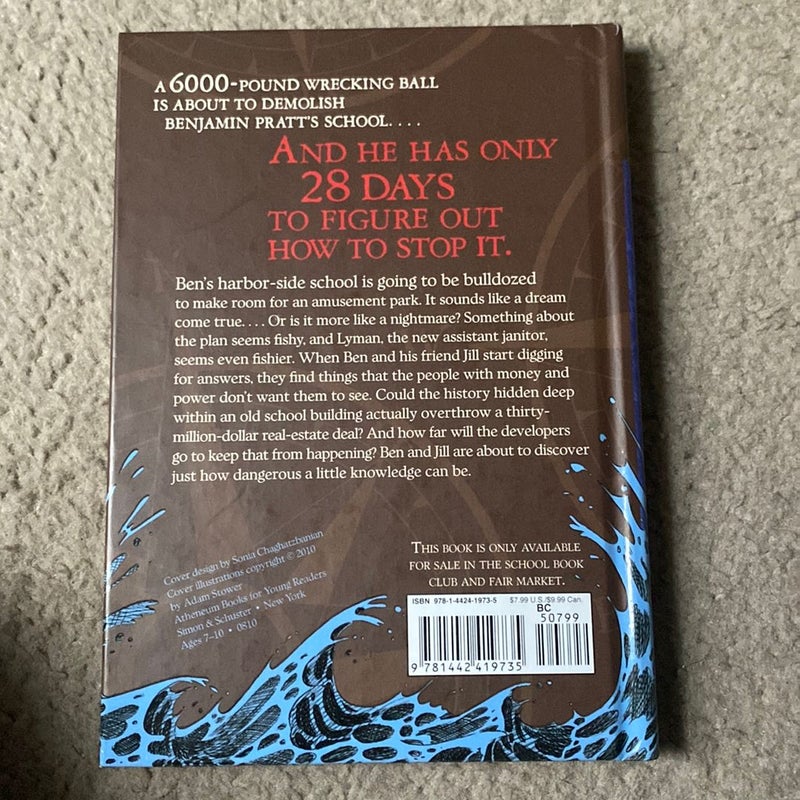 A 6000-POUND WRECKING BALL
IS ABOUT TO DEMOLISH
BENJAMIN PRATT'S SCHOOL. . . .
AND HE HAS ONLY
28 DAYS
TO FIGURE OUT
HOW TO STOP IT.
Ben's harbor-side school is going to be bulldozed
to make room for an amusement park. It sounds like a dream
come true. . . . Or is it more like a nightmare? Something about
the plan seems fishy, and Lyman, the new assistant janitor,
seems even fishier. When Ben and his friend Jill start digging
for answers, they find things that the people with money and
power don't want them to see. Could the history hidden deep
within an old school building actually overthrow a thirty-
million-dollar real-estate deal? And how far will the developers
go to keep that from happening? Ben and Jill are about to discover
just how dangerous a little knowledge can be.
Cover design by Sonia Chaghatzbanian
Cover illustrations copyright © 2010
by Adam Stower
Atheneum Books for Young Readers
Simon & Schuster • New York
Ages 7–10 • 0810
THIS BOOK IS ONLY AVAILABLE
FOR SALE IN THE SCHOOL BOOK
CLUB AND FAIR MARKET.
ISBN 978-1-4424-1973-5 $7.99 U.S./$9.99 Can.
BC
50799
9 781442 419735